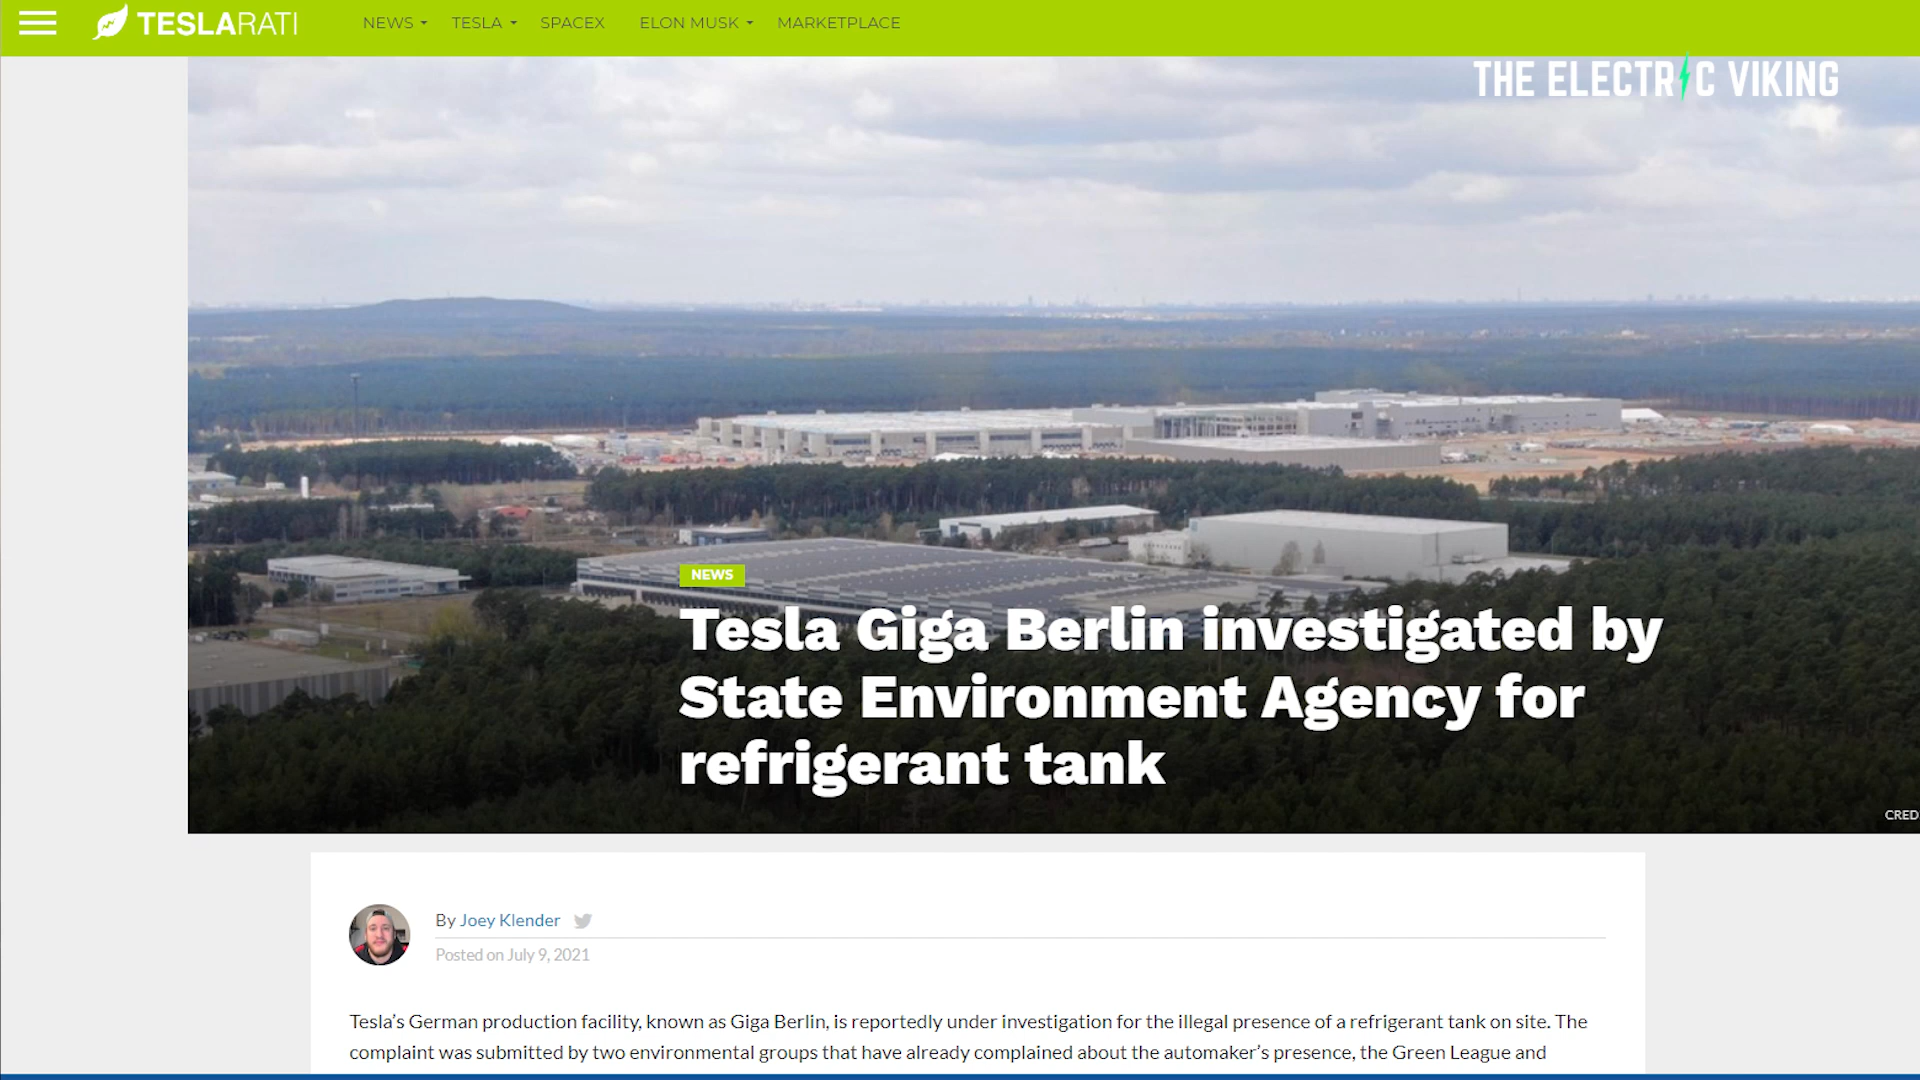 TESLARATI
NEWS TESLA SPACEX ELON MUSK MARKETPLACE
THE ELECTRIC VIKING
NEWS
Tesla Giga Berlin investigated by
State Environment Agency for
refrigerant tank
CRED
By Joey Klender
Posted on July 9, 2021
Tesla’s German production facility, known as Giga Berlin, is reportedly under investigation for the illegal presence of a refrigerant tank on site. The
complaint was submitted by two environmental groups that have already complained about the automaker’s presence, the Green League and